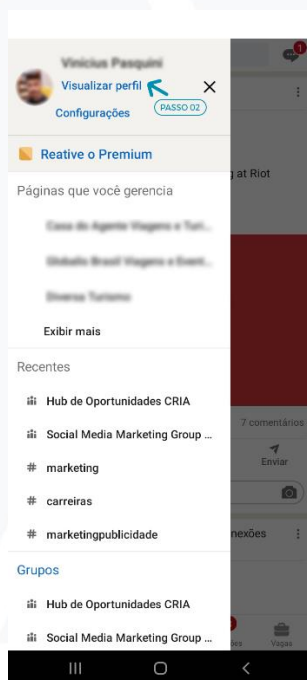 Visualizar perfil
Configurações
PASSO 02
Reative o Premium
Páginas que você gerencia
Exibir mais
Recentes
Hub de Oportunidades CRIA
Social Media Marketing Group ...
# marketing
# carreiras
# marketingpublicidade
Grupos
Hub de Oportunidades CRIA
Social Media Marketing Group ...
1
g at Riot
7 comentários
Enviar
nexões
ões
Vagas